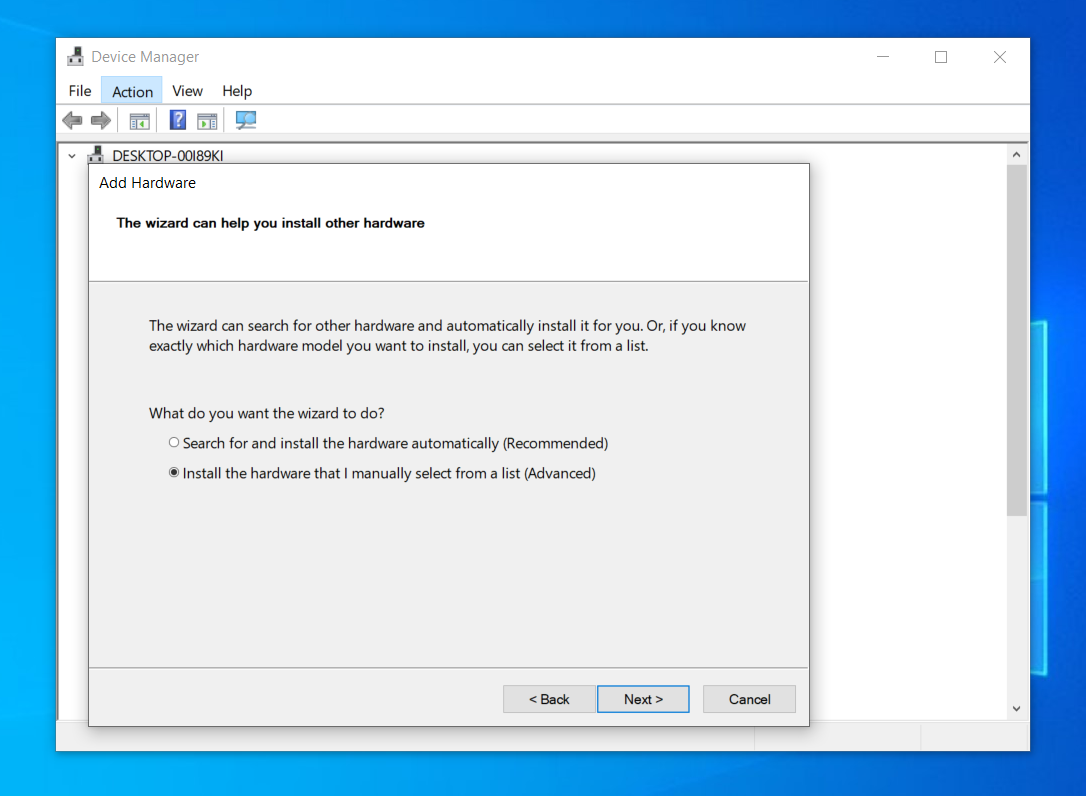 Device Manager
File Action View Help
DESKTOP-00I89KI
Add Hardware
The wizard can help you install other hardware
The wizard can search for other hardware and automatically install it for you. Or, if you know
exactly which hardware model you want to install, you can select it from a list.
What do you want the wizard to do?
Search for and install the hardware automatically (Recommended)
Install the hardware that I manually select from a list (Advanced)
< Back Next > Cancel